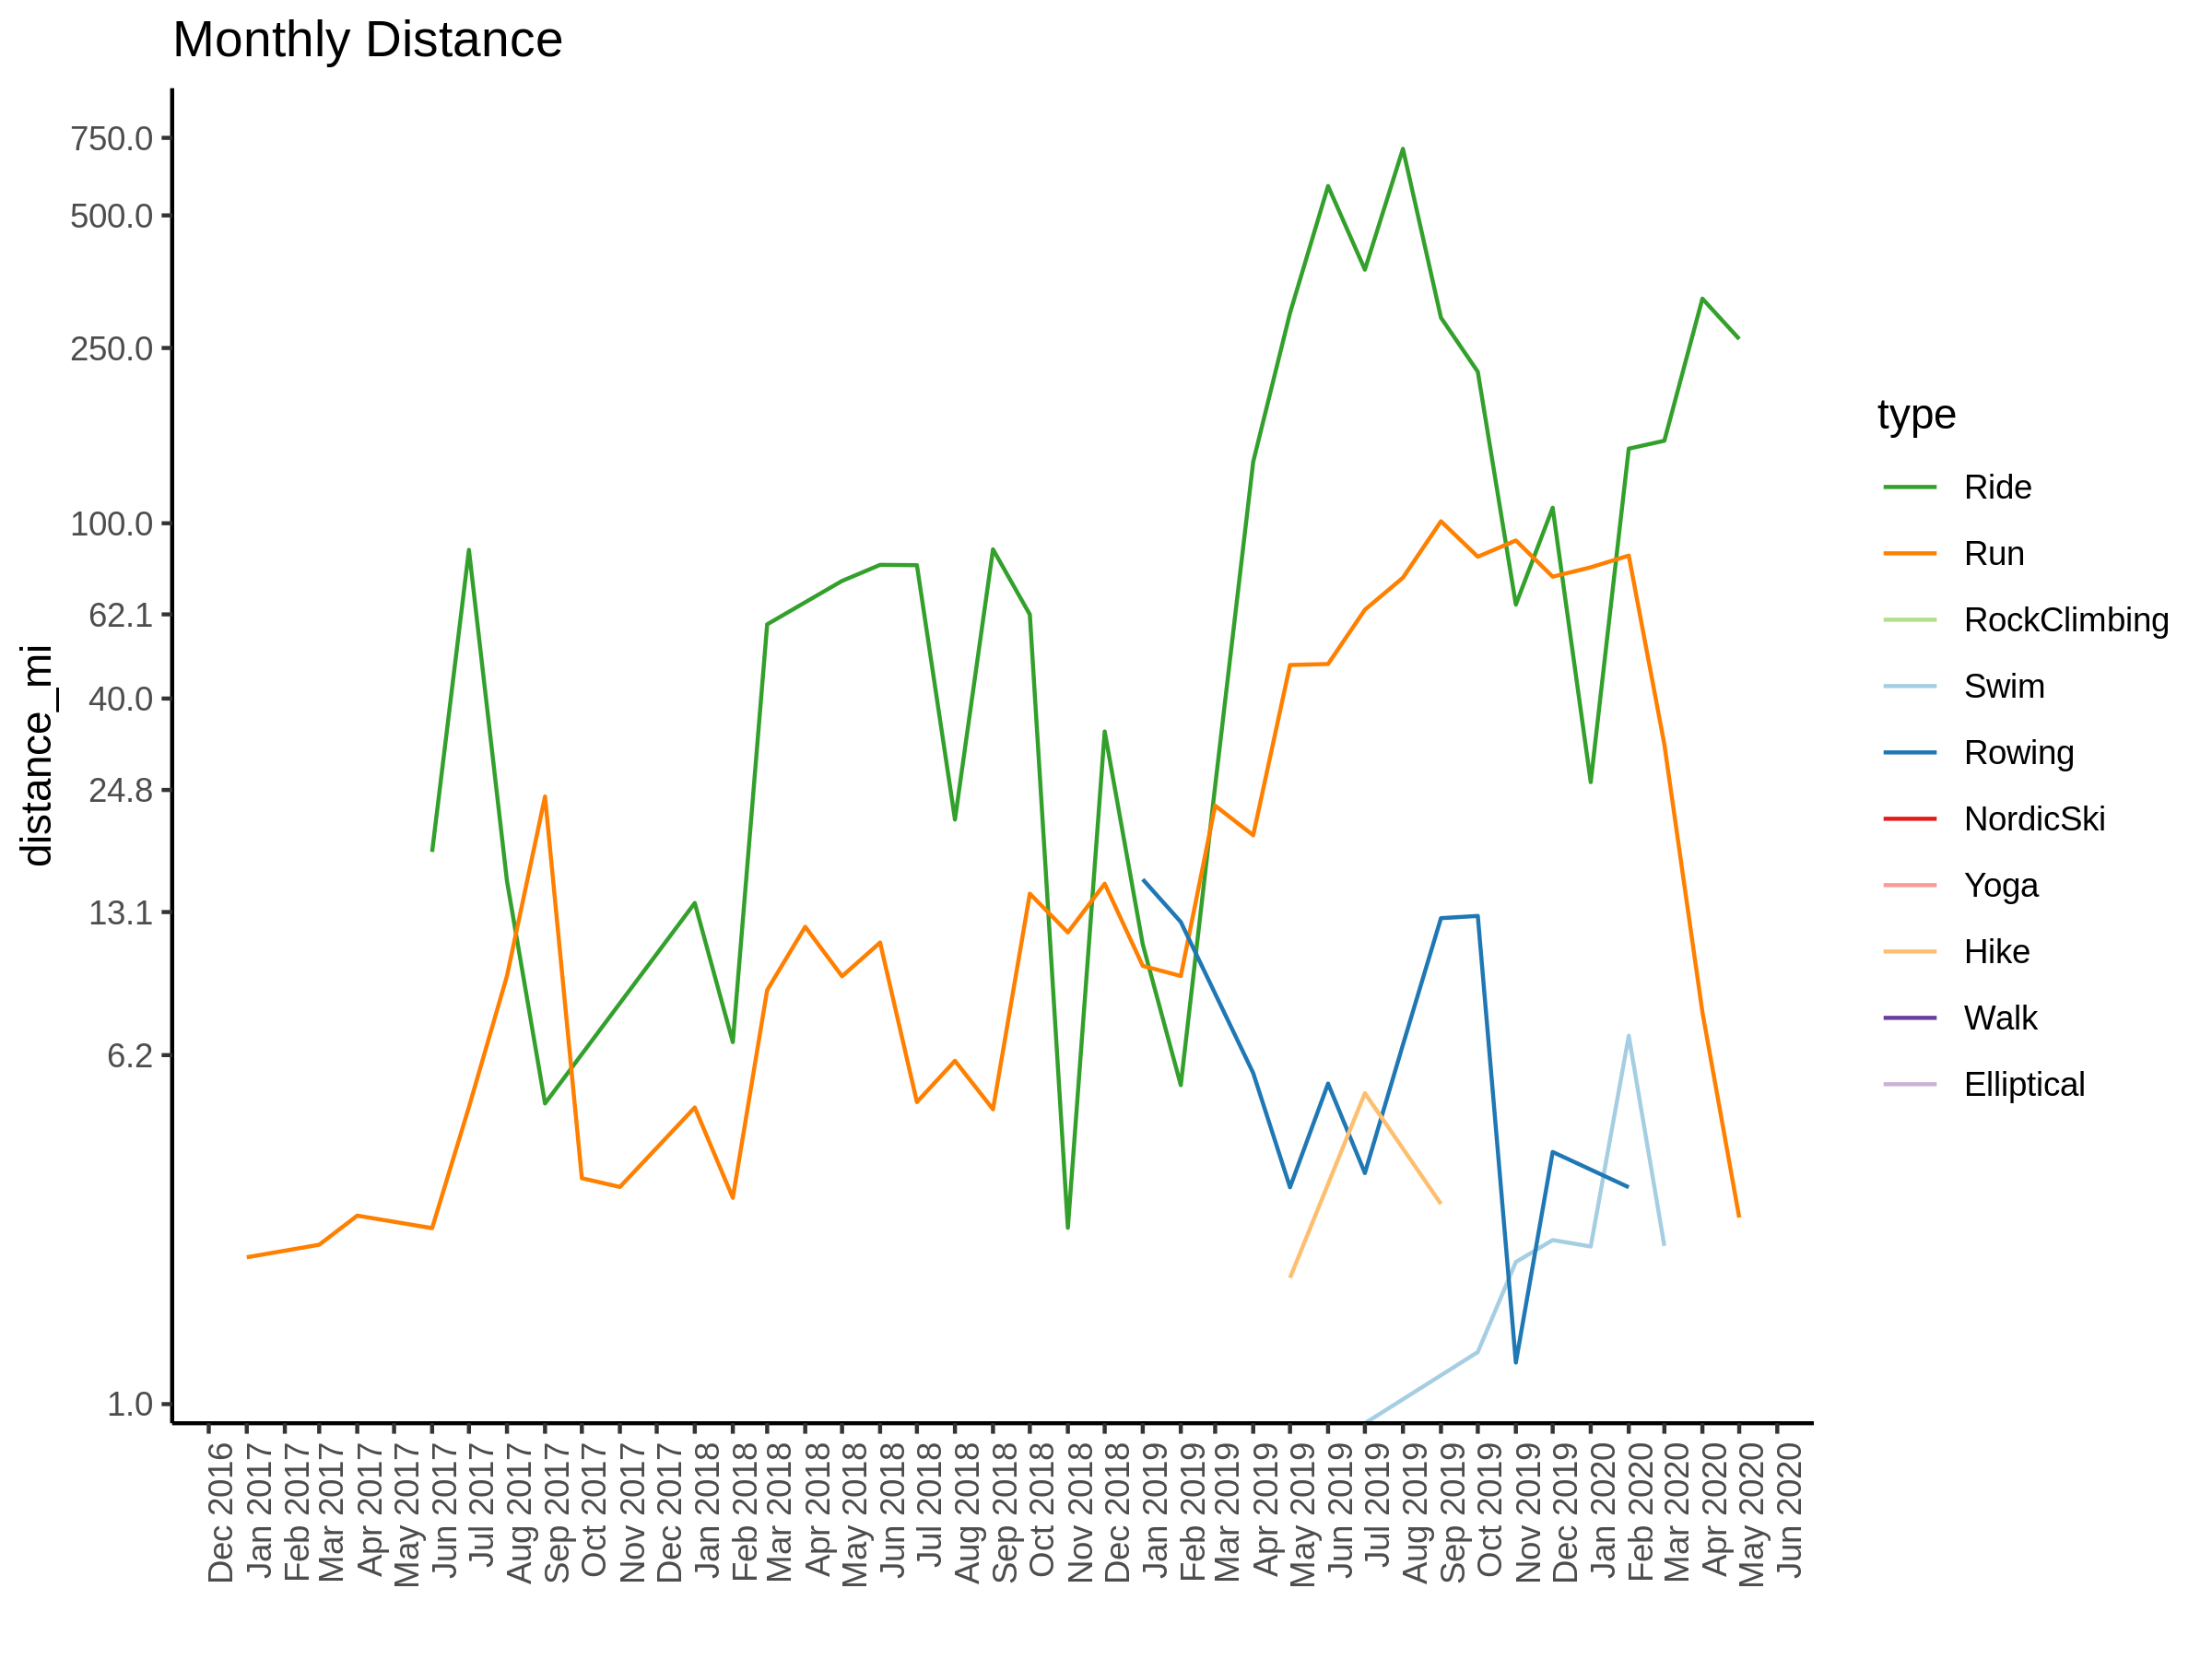 Monthly Distance
distance_mi
750.0
500.0
250.0
100.0
62.1
40.0
24.8
13.1
6.2
1.0
Dec 2016
Jan 2017
Feb 2017
Mar 2017
Apr 2017
May 2017
Jun 2017
Jul 2017
Aug 2017
Sep 2017
Oct 2017
Nov 2017
Dec 2017
Jan 2018
Feb 2018
Mar 2018
Apr 2018
May 2018
Jun 2018
Jul 2018
Aug 2018
Sep 2018
Oct 2018
Nov 2018
Dec 2018
Jan 2019
Feb 2019
Mar 2019
Apr 2019
May 2019
Jun 2019
Jul 2019
Aug 2019
Sep 2019
Oct 2019
Nov 2019
Dec 2019
Jan 2020
Feb 2020
Mar 2020
Apr 2020
May 2020
Jun 2020
type
Ride
Run
RockClimbing
Swim
Rowing
NordicSki
Yoga
Hike
Walk
Elliptical